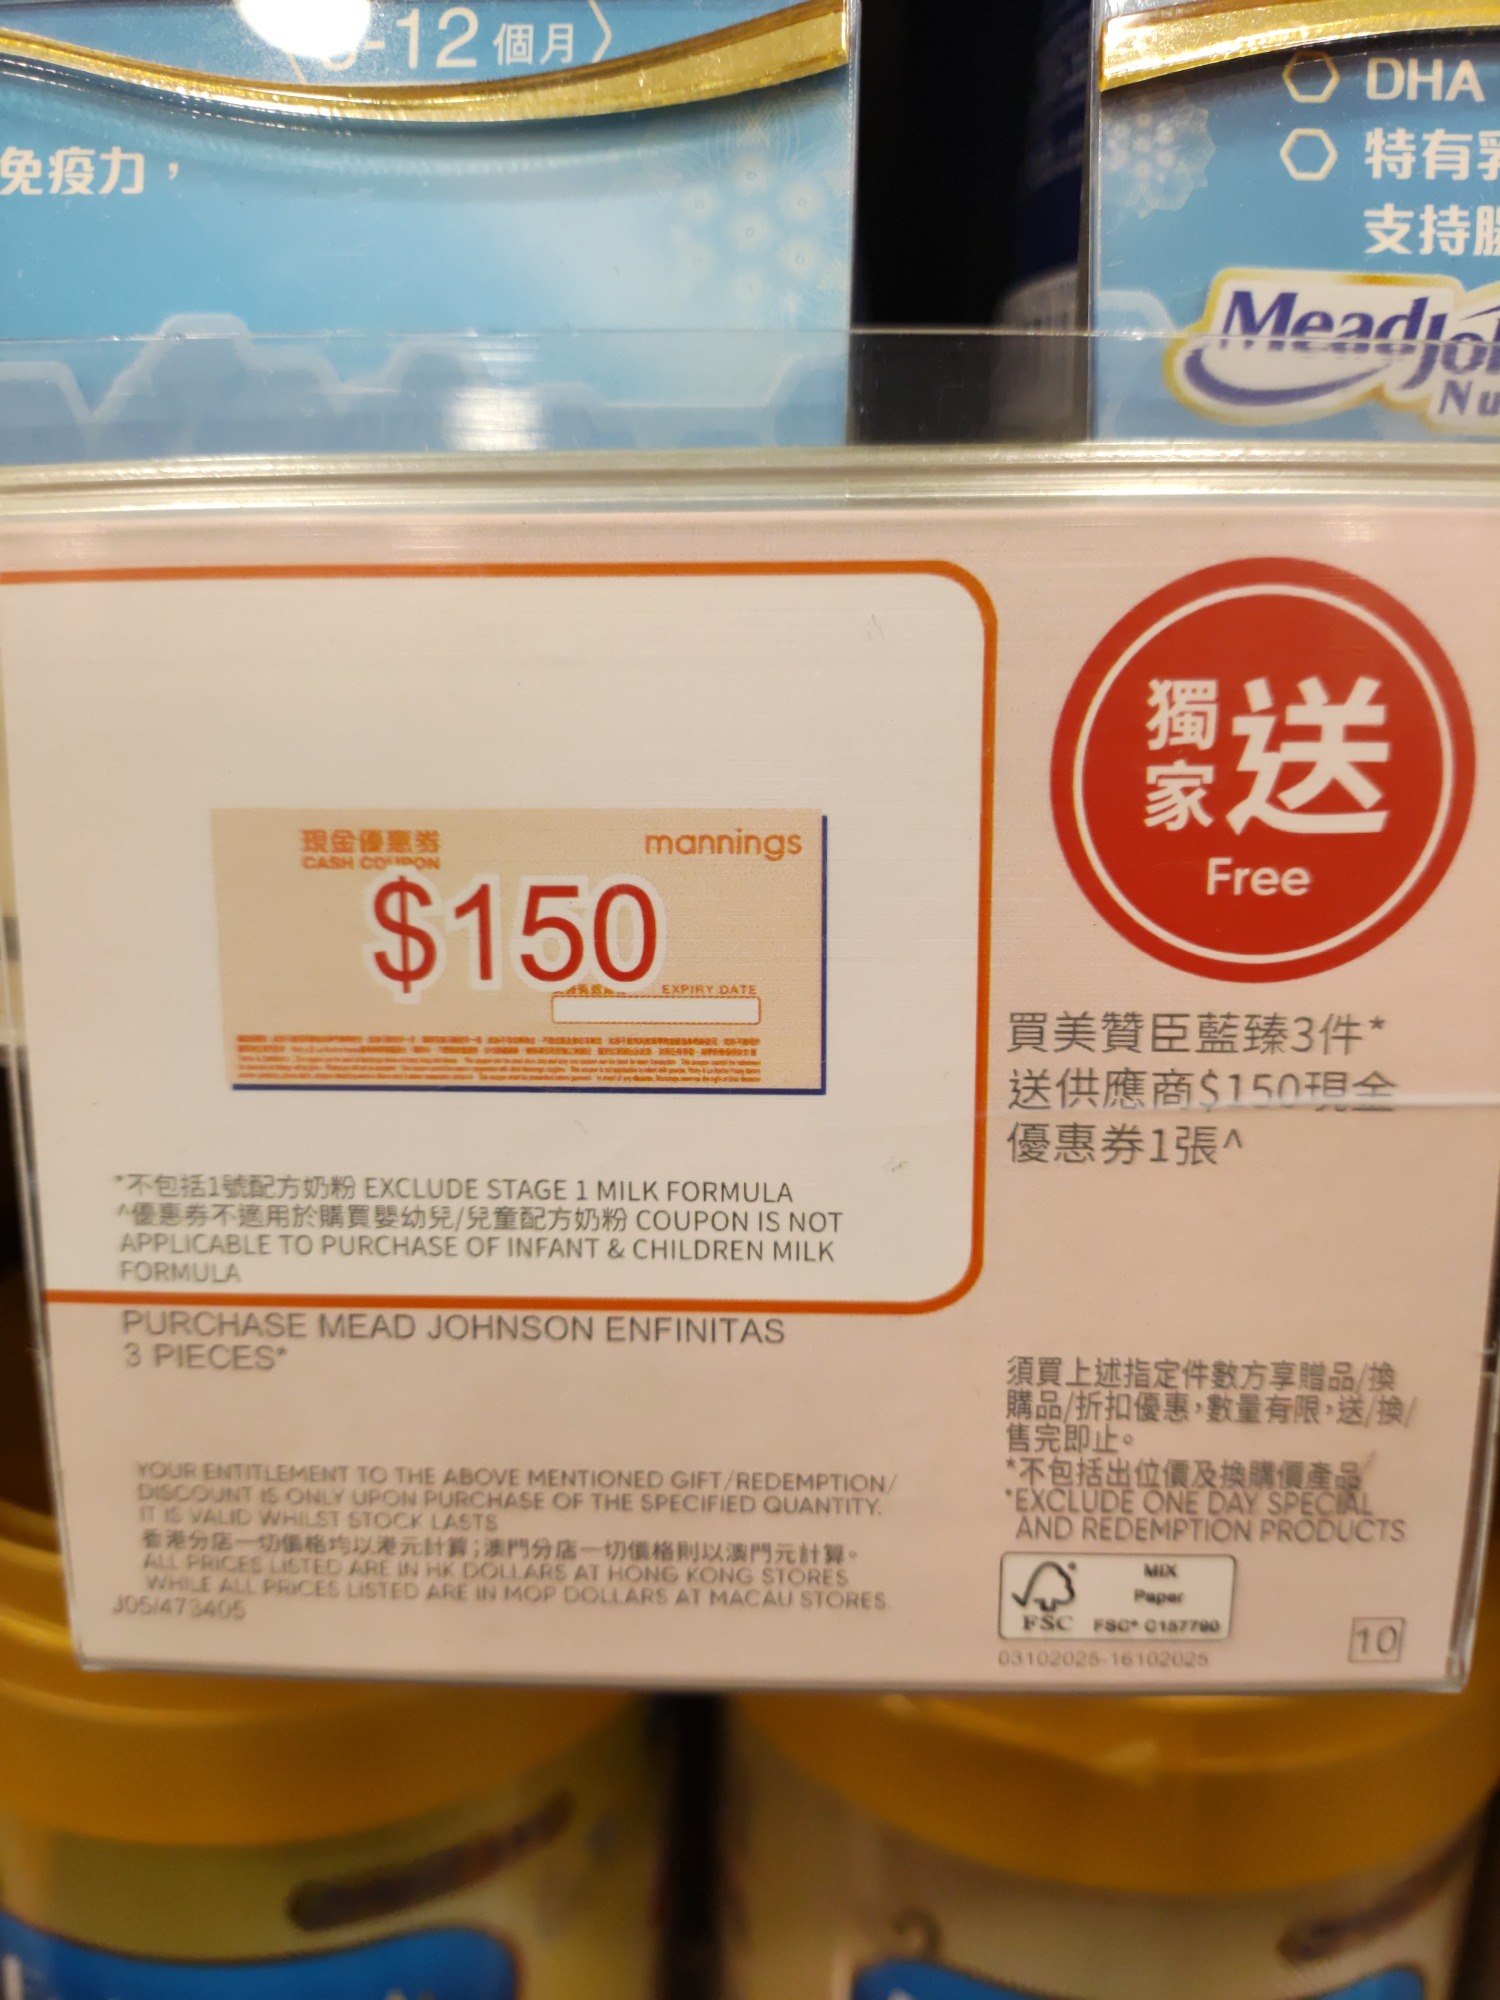 -12個月
免疫力，
DHA
特有
支持
MeadJo
Nu
現金優惠券
CASH COUPON
mannings
$150
EXPIRY DATE
獨家送
Free
買美贊臣藍臻3件*
送供應商$150現金
優惠券1張^
*不包括1號配方奶粉 EXCLUDE STAGE 1 MILK FORMULA
^優惠券不適用於購買嬰幼兒/兒童配方奶粉 COUPON IS NOT
APPLICABLE TO PURCHASE OF INFANT & CHILDREN MILK
FORMULA
PURCHASE MEAD JOHNSON ENFINITAS
3 PIECES*
YOUR ENTITLEMENT TO THE ABOVE MENTIONED GIFT/REDEMPTION/
DISCOUNT IS ONLY UPON PURCHASE OF THE SPECIFIED QUANTITY.
IT IS VALID WHILST STOCK LASTS
香港分店一切價格均以港元計算；澳門分店一切價格則以澳門元計算。
ALL PRICES LISTED ARE IN HK DOLLARS AT HONG KONG STORES
WHILE ALL PRICES LISTED ARE IN MOP DOLLARS AT MACAU STORES.
J05/473405
須買上述指定件數方享贈品/換
購品/折扣優惠，數量有限，送/換/
售完即止。
*不包括出位價及換購價產品
*EXCLUDE ONE DAY SPECIAL
AND REDEMPTION PRODUCTS
FSC
MIX
Paper
FSC® C157790
03102025-16102025
10